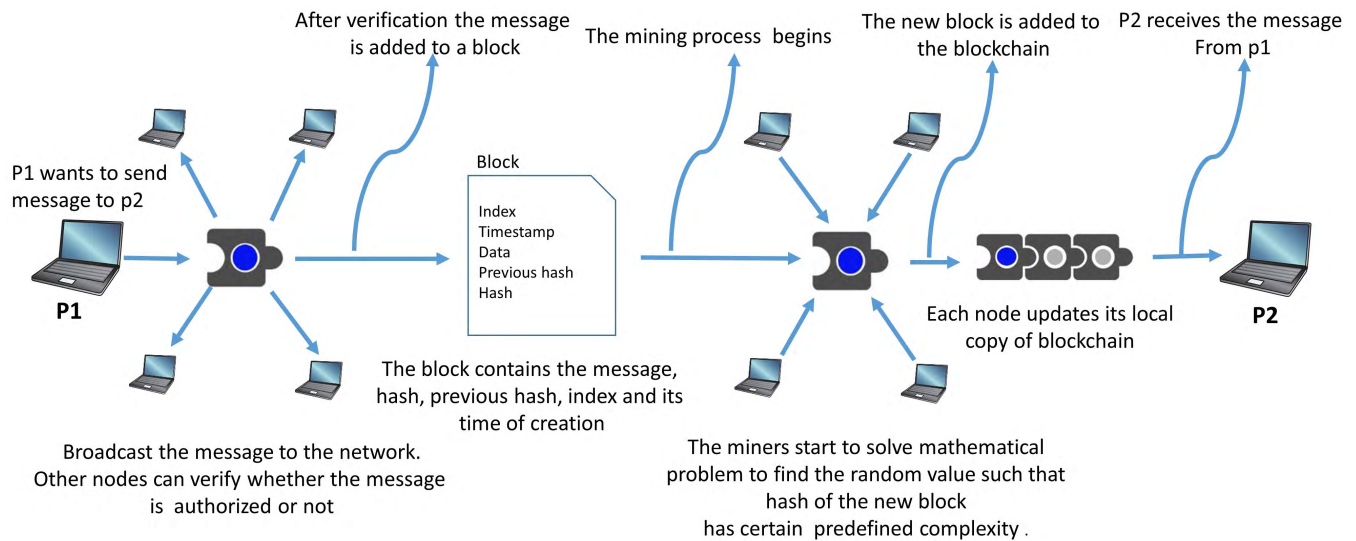 P1 wants to send
message to p2
P1
After verification the message
is added to a block
Broadcast the message to the network.
Other nodes can verify whether the message
is authorized or not
Block
Index
Timestamp
Data
Previous hash
Hash
The block contains the message,
hash, previous hash, index and its
time of creation
The mining process begins
The miners start to solve mathematical
problem to find the random value such that
hash of the new block
has certain predefined complexity .
The new block is added to
the blockchain
Each node updates its local
copy of blockchain
P2 receives the message
From p1
P2